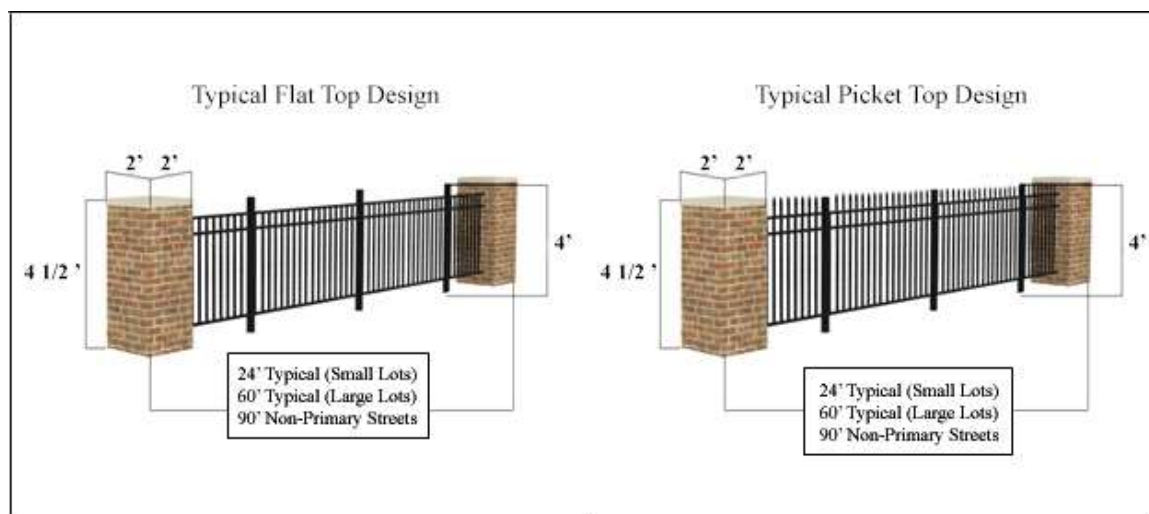 Typical Flat Top Design
2’ 2’
4 1/2 ’
4’
24’ Typical (Small Lots)
60’ Typical (Large Lots)
90’ Non-Primary Streets
Typical Picket Top Design
2’ 2’
4 1/2 ’
4’
24’ Typical (Small Lots)
60’ Typical (Large Lots)
90’ Non-Primary Streets